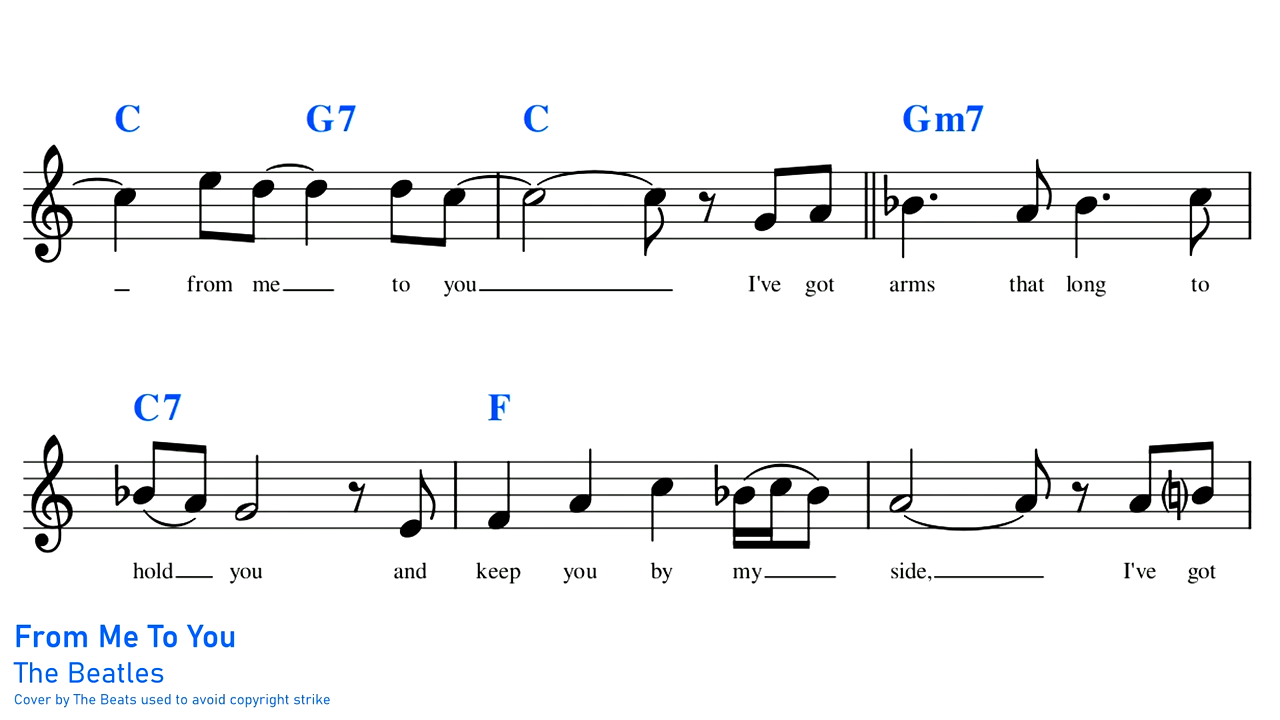 C G7 C Gm7
from me to you I've got arms that long to
C7 F
hold you and keep you by my side, I've got
From Me To You
The Beatles
Cover by The Beats used to avoid copyright strike